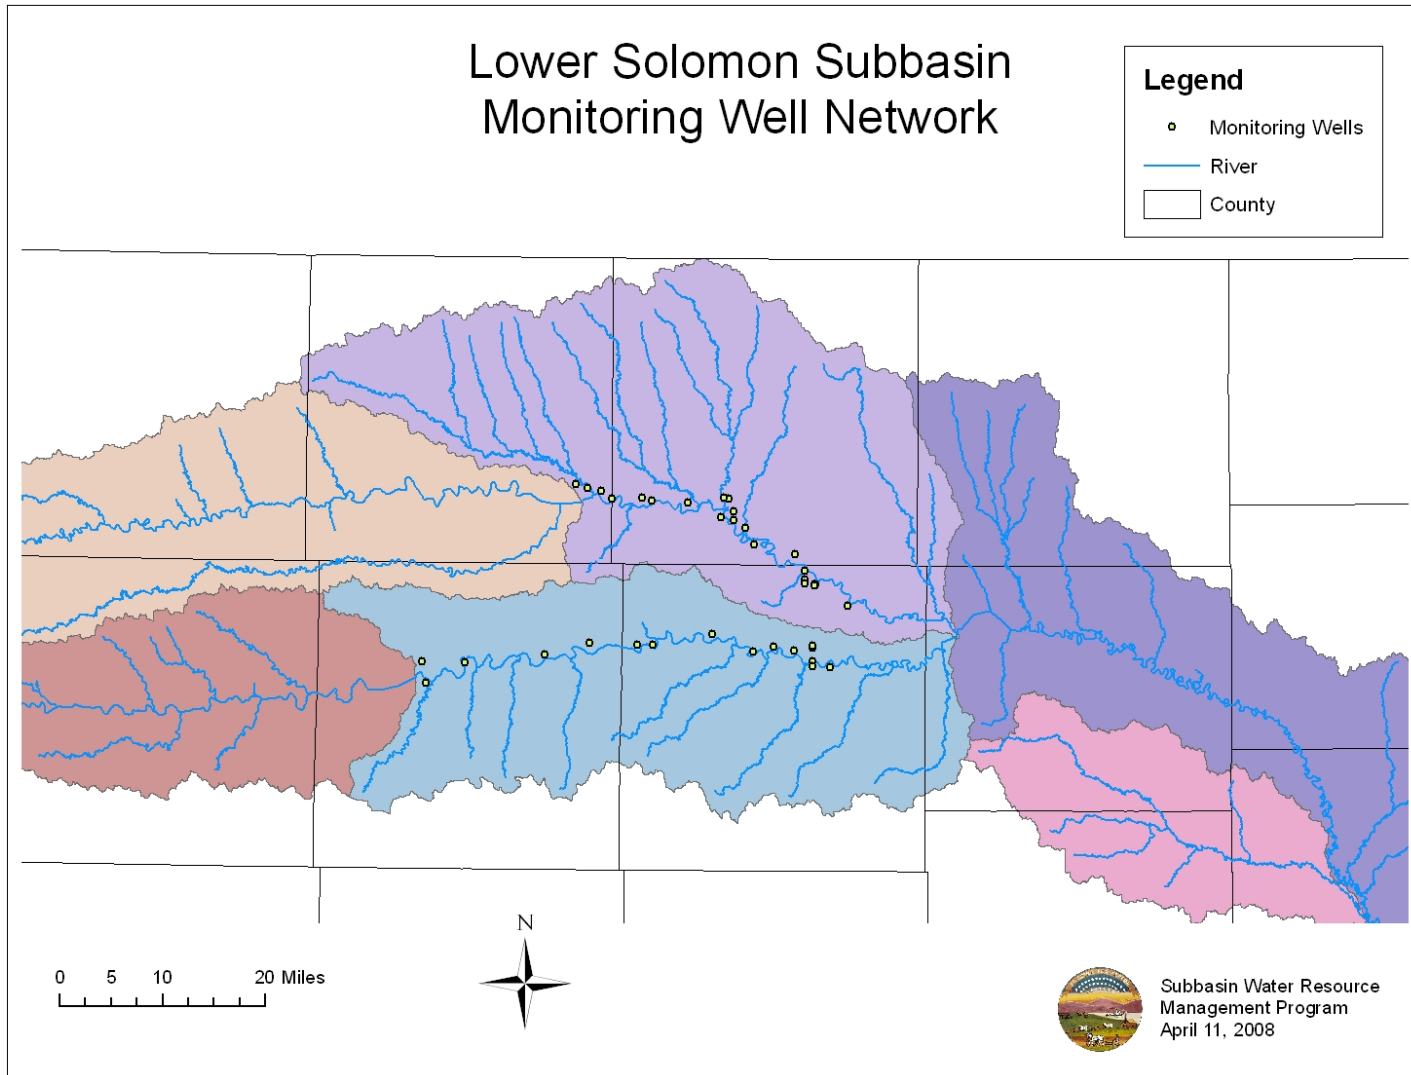 Lower Solomon Subbasin
Monitoring Well Network
Legend
Monitoring Wells
River
County
N
0 5 10 20 Miles
Subbasin Water Resource
Management Program
April 11, 2008